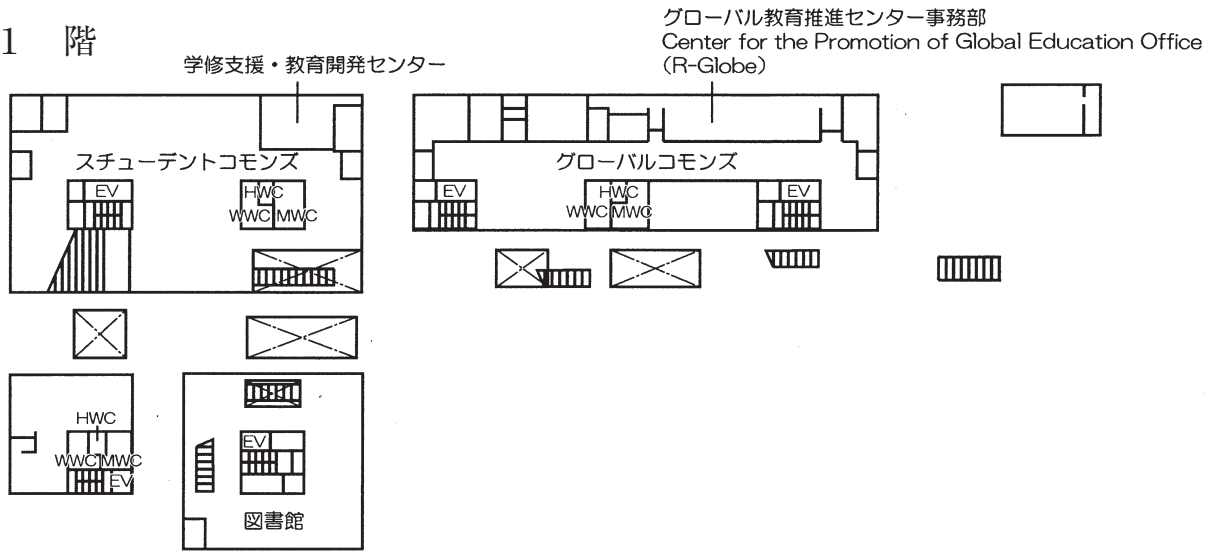 1 階
グローバル教育推進センター事務部
Center for the Promotion of Global Education Office
(R-Globe)
学修支援・教育開発センター
スチューデントコモンズ
グローバルコモンズ
EV
HWC
WWC MWC
EV
HWC
WWC MWC
EV
HWC
WWC MWC
EV
EV
図書館